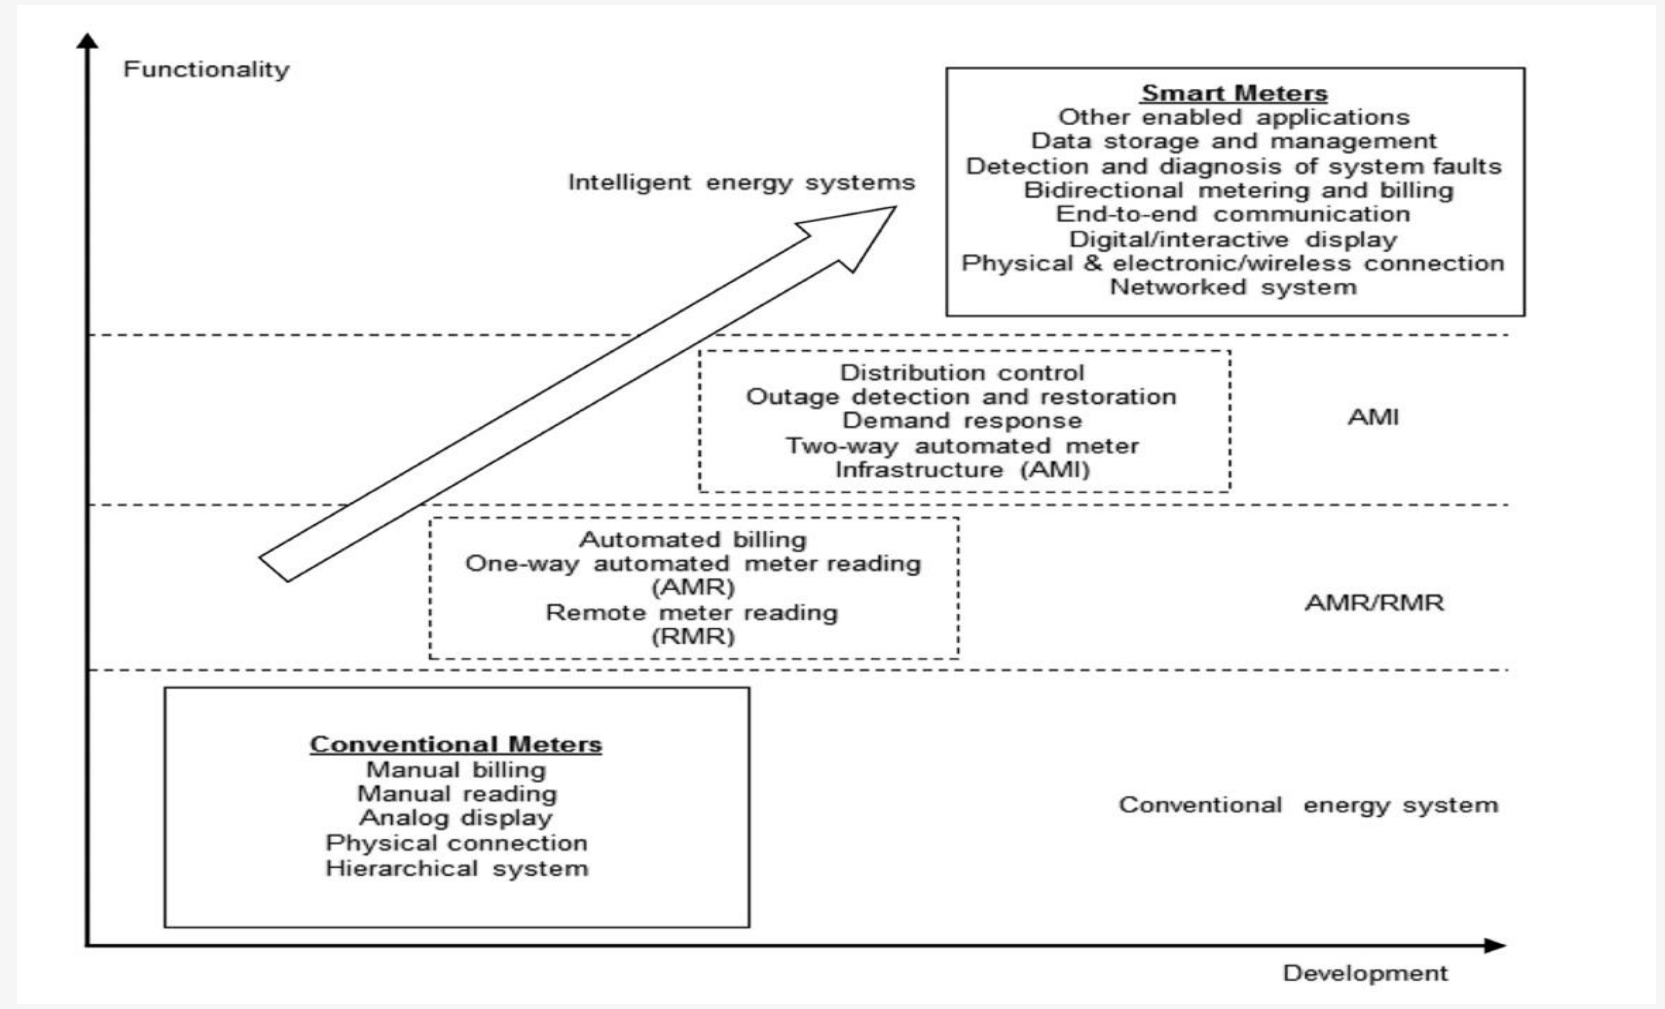 Functionality
Smart Meters
Other enabled applications
Data storage and management
Detection and diagnosis of system faults
Bidirectional metering and billing
End-to-end communication
Digital/interactive display
Physical & electronic/wireless connection
Networked system
Intelligent energy systems
Distribution control
Outage detection and restoration
Demand response
Two-way automated meter
Infrastructure (AMI)
AMI
Automated billing
One-way automated meter reading
(AMR)
Remote meter reading
(RMR)
AMR/RMR
Conventional Meters
Manual billing
Manual reading
Analog display
Physical connection
Hierarchical system
Conventional energy system
Development